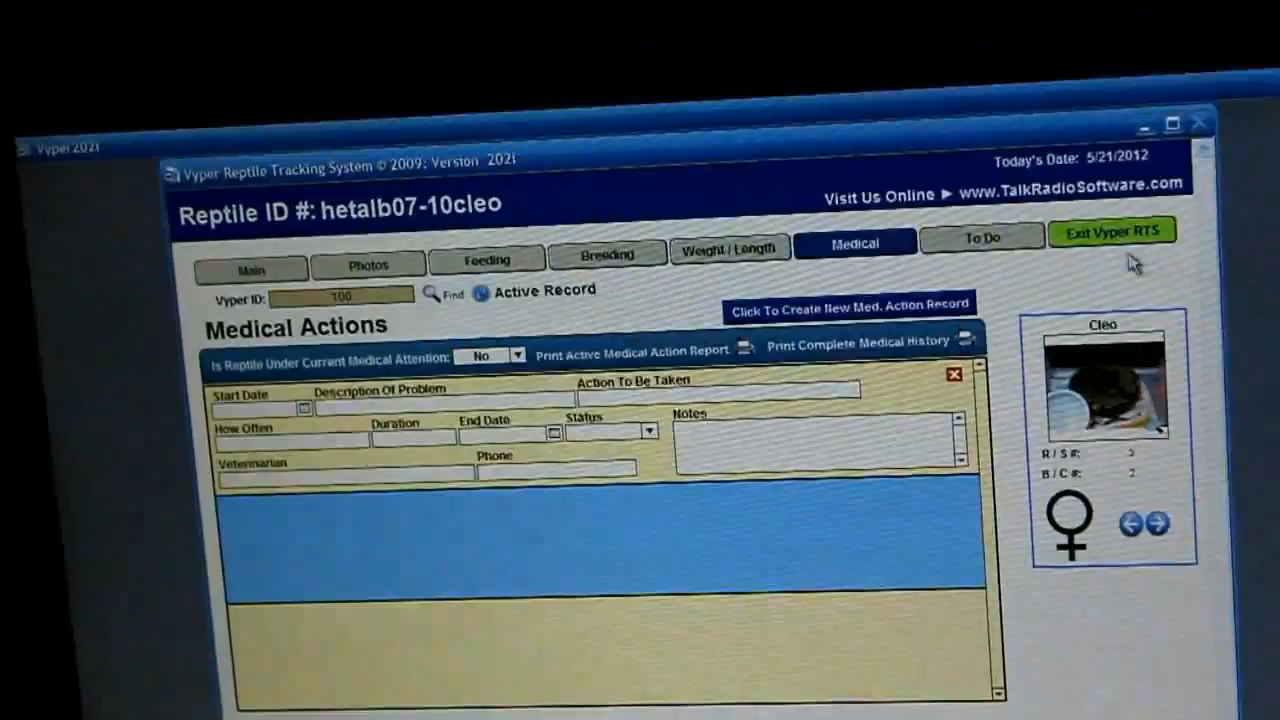 Vyper202i
Vyper Reptile Tracking System © 2009: Version 202i
Today's Date: 5/21/2012
Reptile ID #: hetalb07-10cleo
Visit Us Online ► www.TalkRadioSoftware.com
Main Photos Feeding Breeding Weight / Length Medical To Do Exit Vyper RTS
Vyper ID: 100 Find Active Record
Medical Actions
Click To Create New Med. Action Record
Is Reptile Under Current Medical Attention: No Print Active Medical Action Report Print Complete Medical History
Start Date Description Of Problem Action To Be Taken
How Often Duration End Date Status Notes
Veterinarian Phone
Cleo
R / S #:
B / C #: 2